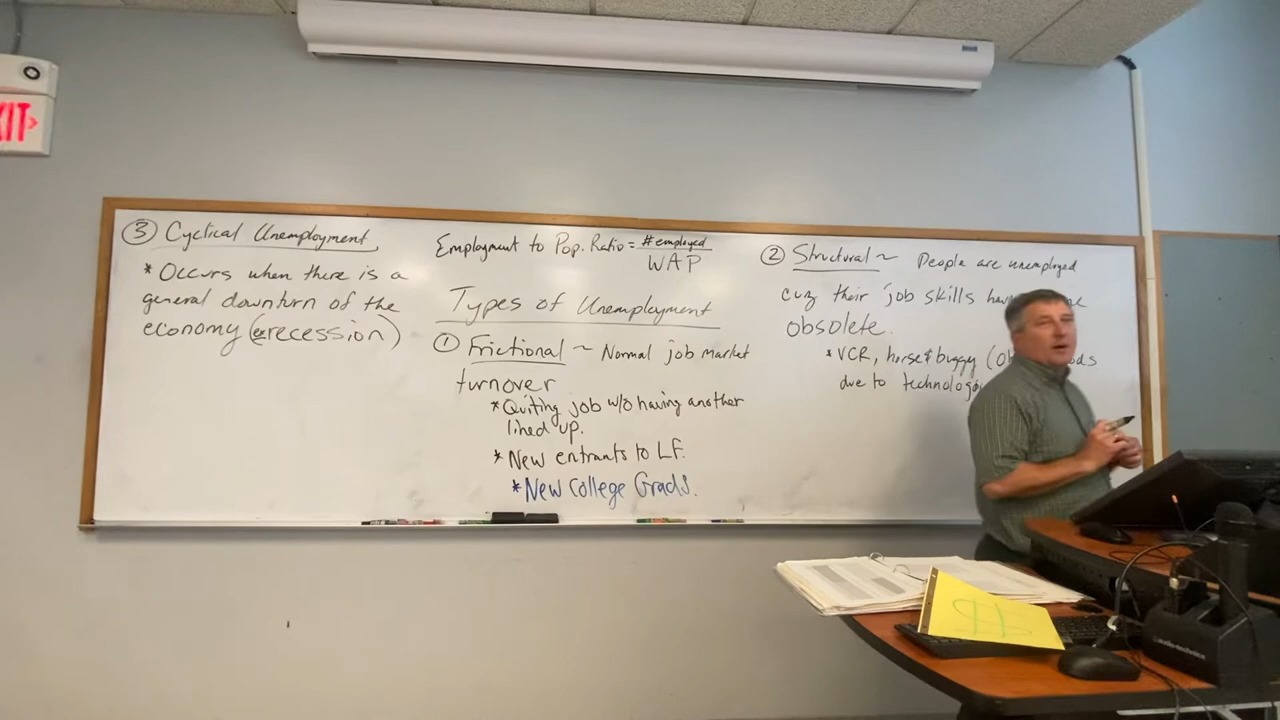 EXIT>
③ Cyclical Unemployment
* Occurs when there is a
general downturn of the
economy (ex recession)
Employment to Pop. Ratio = # employed
WAP
Types of Unemployment
① Frictional ~ Normal job market
turnover
* Quiting job w/o having another
lined up.
* New entrants to LF.
* New College Grads.
② Structural ~ People are unemployed
cuz their job skills
obsolete.
* VCR, horse & buggy
due to
$